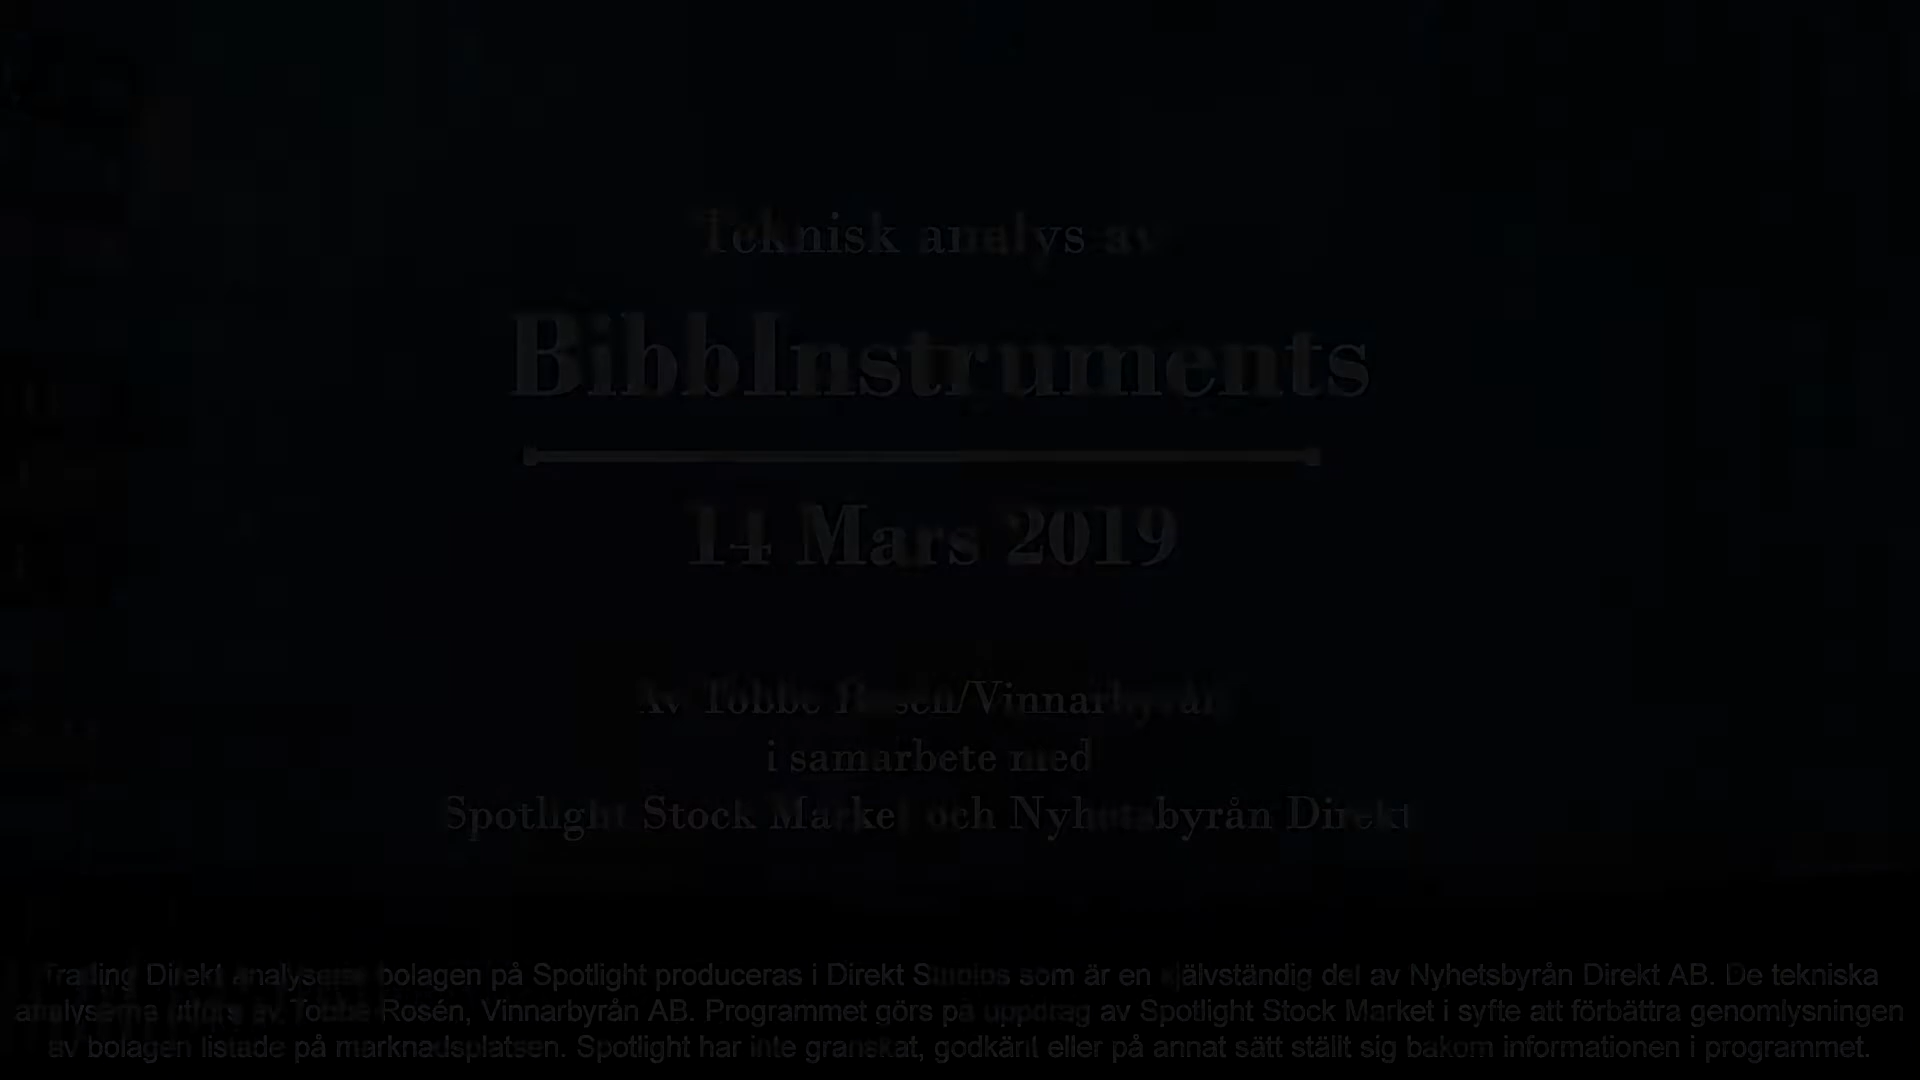 Teknisk analys av
BibbInstruments
14 Mars 2019
Av Tobbe Rosén/Vinnarbyrån
i samarbete med
Spotlight Stock Market och Nyhetsbyrån Direkt
Trading Direkt analyserna bolagen på Spotlight produceras i Direkt Studios som är en självständig del av Nyhetsbyrån Direkt AB. De tekniska
analyserna utförs av Tobbe Rosén, Vinnarbyrån AB. Programmet görs på uppdrag av Spotlight Stock Market i syfte att förbättra genomlysningen
av bolagen listade på marknadsplatsen. Spotlight har inte granskat, godkänt eller på annat sätt ställt sig bakom informationen i programmet.